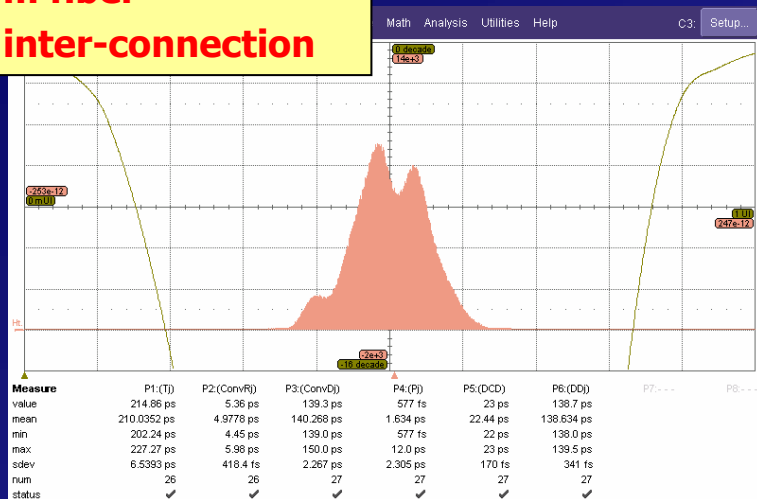 inter-connection
Math Analysis Utilities Help C3: Setup...
0 decade
14e+3
-253e-12
0 mUI
1 UI
247e-12
-2e+3
-16 decade
Measure P1:(Tj) P2:(ConvRj) P3:(ConvDj) P4:(Pj) P5:(DCD) P6:(DDj) P7:--- P8:---
value 214.86 ps 5.36 ps 139.3 ps 577 fs 23 ps 138.7 ps
mean 210.0352 ps 4.9778 ps 140.268 ps 1.634 ps 22.44 ps 138.634 ps
min 202.24 ps 4.45 ps 139.0 ps 577 fs 22 ps 138.0 ps
max 227.27 ps 5.98 ps 150.0 ps 12.0 ps 23 ps 139.5 ps
sdev 6.5393 ps 418.4 fs 2.267 ps 2.305 ps 170 fs 341 fs
num 26 26 27 27 27 27
status ✓ ✓ ✓ ✓ ✓ ✓